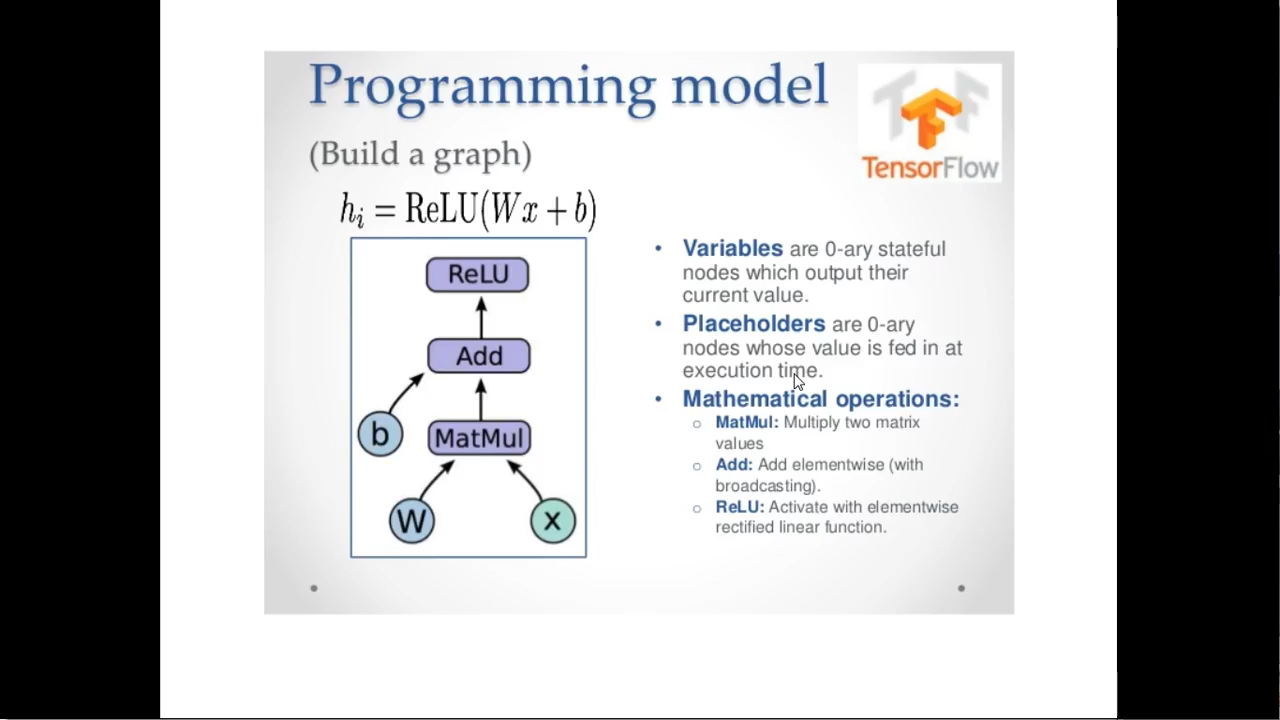 Programming model
TensorFlow
(Build a graph)
hᵢ = ReLU(Wx + b)
ReLU
Add
b
MatMul
W
x
• Variables are 0-ary stateful
nodes which output their
current value.
• Placeholders are 0-ary
nodes whose value is fed in at
execution time.
• Mathematical operations:
o MatMul: Multiply two matrix
values
o Add: Add elementwise (with
broadcasting).
o ReLU: Activate with elementwise
rectified linear function.